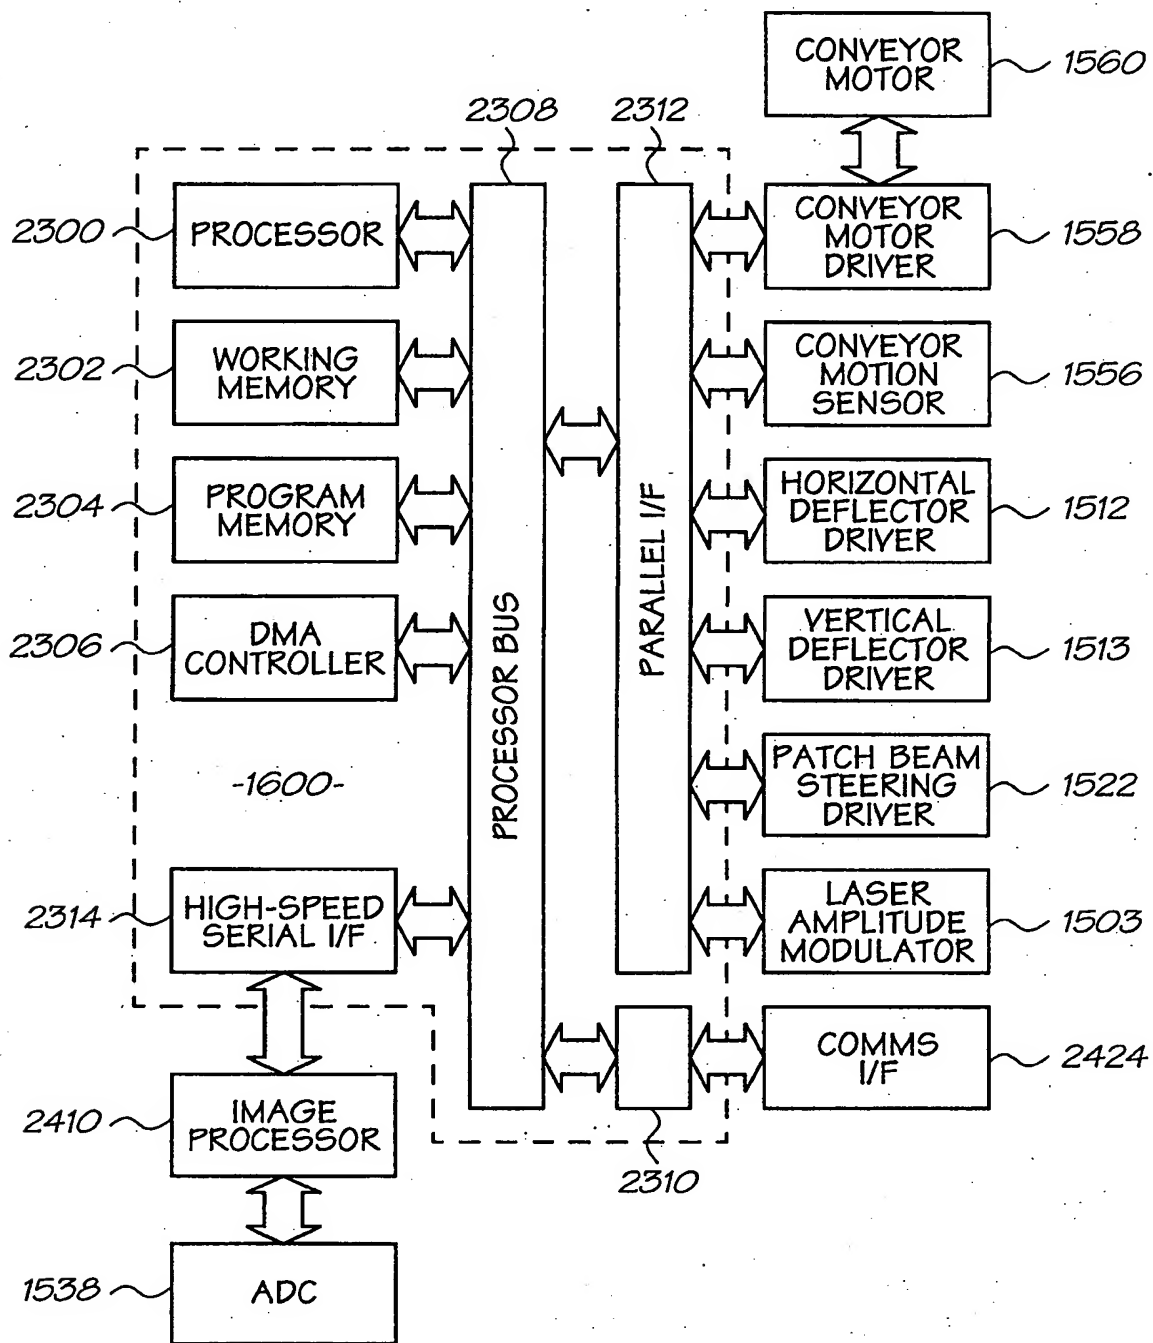 CONVEYOR
MOTOR
1560
2308
2312
2300
PROCESSOR
CONVEYOR
MOTOR
DRIVER
1558
2302
WORKING
MEMORY
CONVEYOR
MOTION
SENSOR
1556
2304
PROGRAM
MEMORY
HORIZONTAL
DEFLECTOR
DRIVER
1512
2306
DMA
CONTROLLER
PROCESSOR BUS
PARALLEL I/F
VERTICAL
DEFLECTOR
DRIVER
1513
-1600-
PATCH BEAM
STEERING
DRIVER
1522
2314
HIGH-SPEED
SERIAL I/F
LASER
AMPLITUDE
MODULATOR
1503
COMMS
I/F
2424
2410
IMAGE
PROCESSOR
2310
1538
ADC